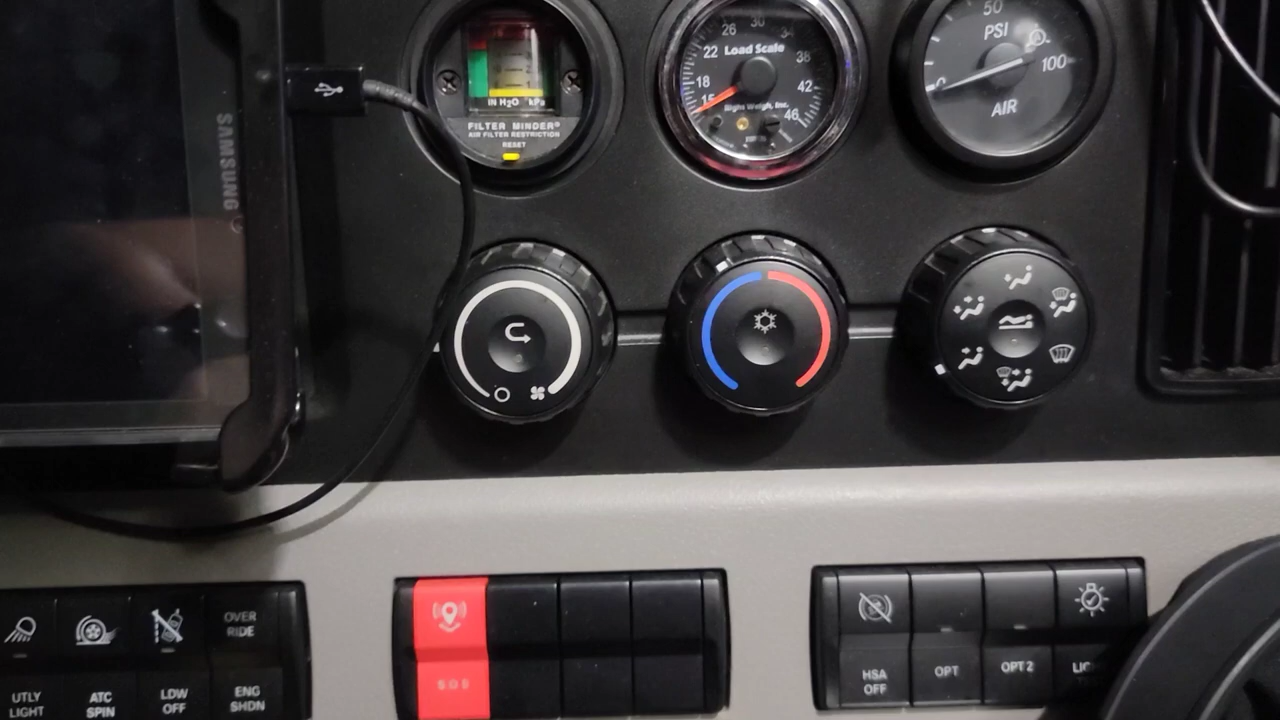 SAMSUNG
IN H2O kPa
FILTER MINDER®
AIR FILTER RESTRICTION
RESET
26 30 34
22 38
18 42
15 46
Load Scale
Right Weigh, Inc.
50
PSI
0 100
AIR
OVER
RIDE
UTLY
LIGHT
ATC
SPIN
LDW
OFF
ENG
SHDN
SOS
HSA
OFF
OPT
OPT 2